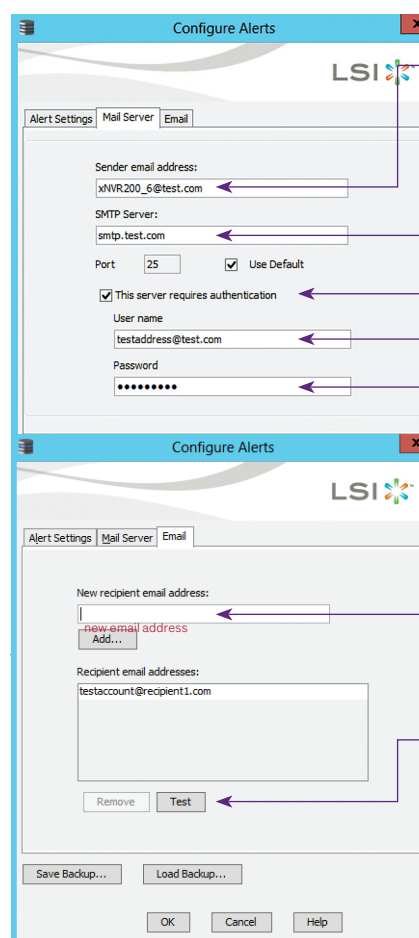 Configure Alerts
x
LSI
Alert Settings Mail Server Email
Sender email address:
xNVR200_6@test.com
SMTP Server:
smtp.test.com
Port 25 Use Default
This server requires authentication
User name
testaddress@test.com
Password
•••••••••
Configure Alerts
x
LSI
Alert Settings Mail Server Email
New recipient email address:
new email address
Add...
Recipient email addresses:
testaccount@recipient1.com
Remove Test
Save Backup... Load Backup...
OK Cancel Help